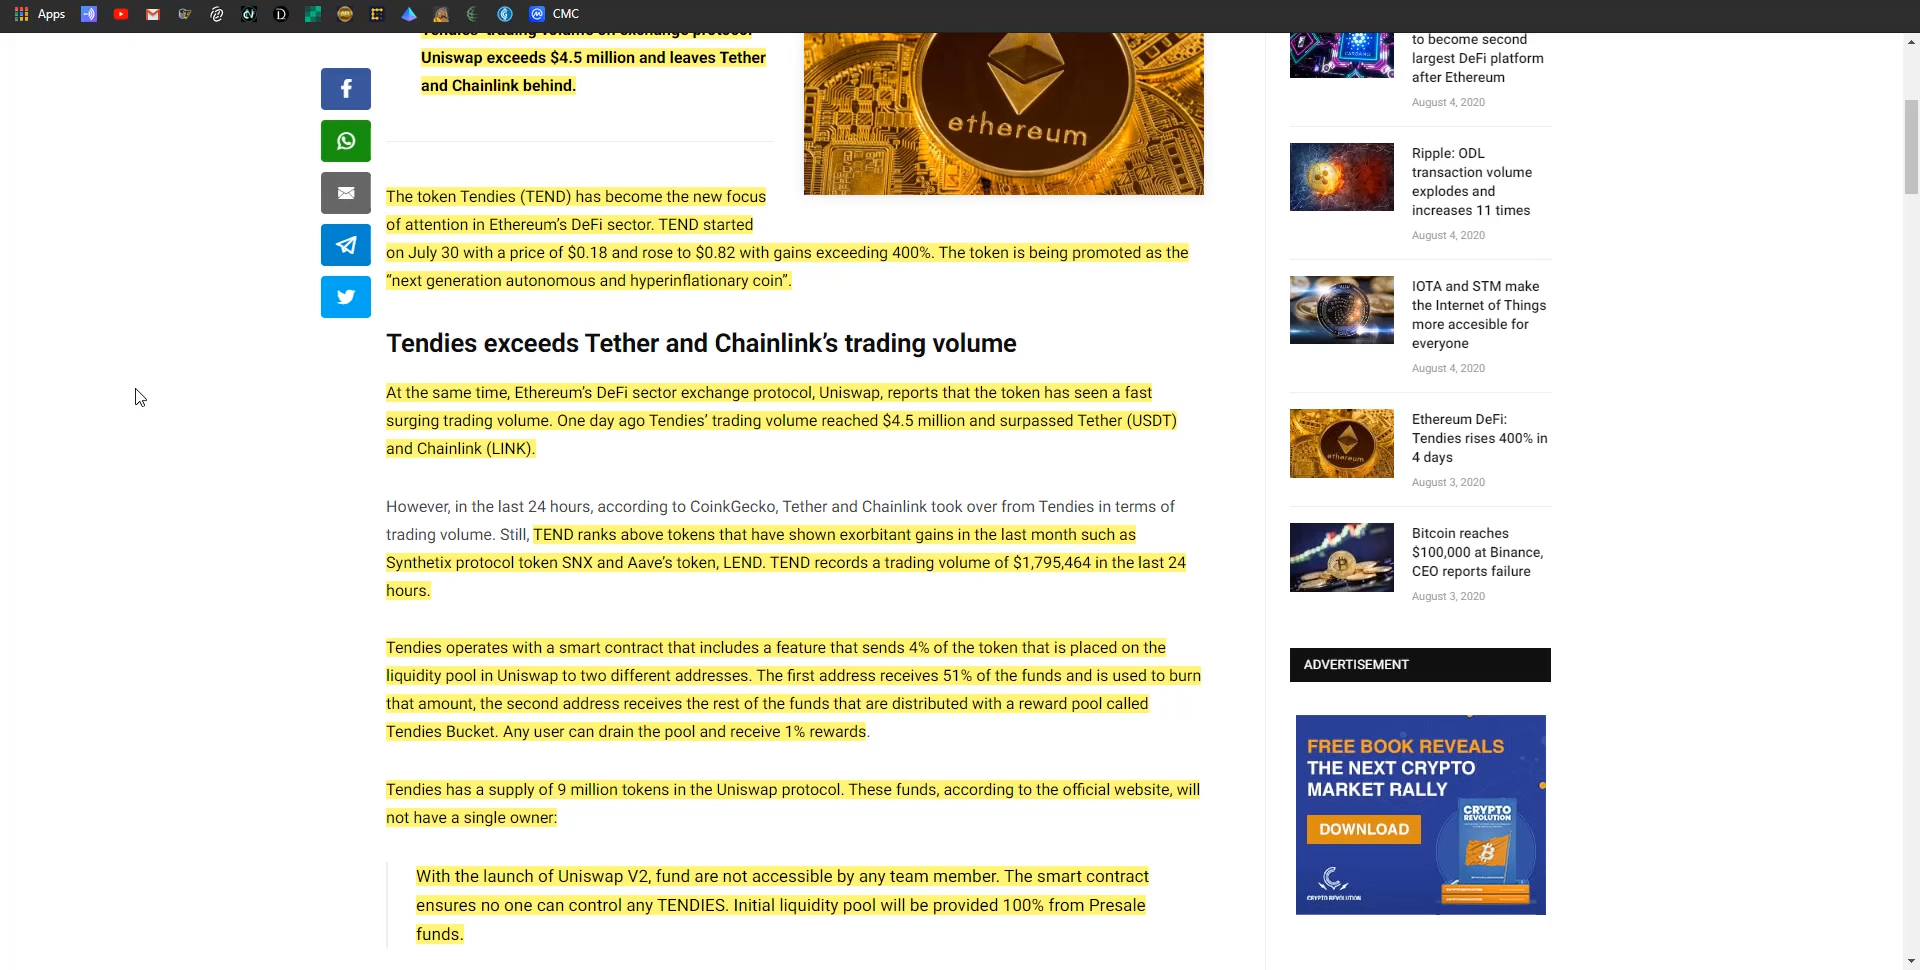 Apps
CMC
Tendies' trading volume on exchange protocol
Uniswap exceeds $4.5 million and leaves Tether
and Chainlink behind.
ethereum
The token Tendies (TEND) has become the new focus
of attention in Ethereum's DeFi sector. TEND started
on July 30 with a price of $0.18 and rose to $0.82 with gains exceeding 400%. The token is being promoted as the
“next generation autonomous and hyperinflationary coin”.
Tendies exceeds Tether and Chainlink's trading volume
At the same time, Ethereum's DeFi sector exchange protocol, Uniswap, reports that the token has seen a fast
surging trading volume. One day ago Tendies' trading volume reached $4.5 million and surpassed Tether (USDT)
and Chainlink (LINK).
However, in the last 24 hours, according to CoinkGecko, Tether and Chainlink took over from Tendies in terms of
trading volume. Still, TEND ranks above tokens that have shown exorbitant gains in the last month such as
Synthetix protocol token SNX and Aave's token, LEND. TEND records a trading volume of $1,795,464 in the last 24
hours.
Tendies operates with a smart contract that includes a feature that sends 4% of the token that is placed on the
liquidity pool in Uniswap to two different addresses. The first address receives 51% of the funds and is used to burn
that amount, the second address receives the rest of the funds that are distributed with a reward pool called
Tendies Bucket. Any user can drain the pool and receive 1% rewards.
Tendies has a supply of 9 million tokens in the Uniswap protocol. These funds, according to the official website, will
not have a single owner:
With the launch of Uniswap V2, fund are not accessible by any team member. The smart contract
ensures no one can control any TENDIES. Initial liquidity pool will be provided 100% from Presale
funds.
to become second
largest DeFi platform
after Ethereum
August 4, 2020
Ripple: ODL
transaction volume
explodes and
increases 11 times
August 4, 2020
IOTA and STM make
the Internet of Things
more accesible for
everyone
August 4, 2020
Ethereum DeFi:
Tendies rises 400% in
4 days
August 3, 2020
Bitcoin reaches
$100,000 at Binance,
CEO reports failure
August 3, 2020
ADVERTISEMENT
FREE BOOK REVEALS
THE NEXT CRYPTO
MARKET RALLY
DOWNLOAD
CRYPTO
REVOLUTION
CRYPTO REVOLUTION